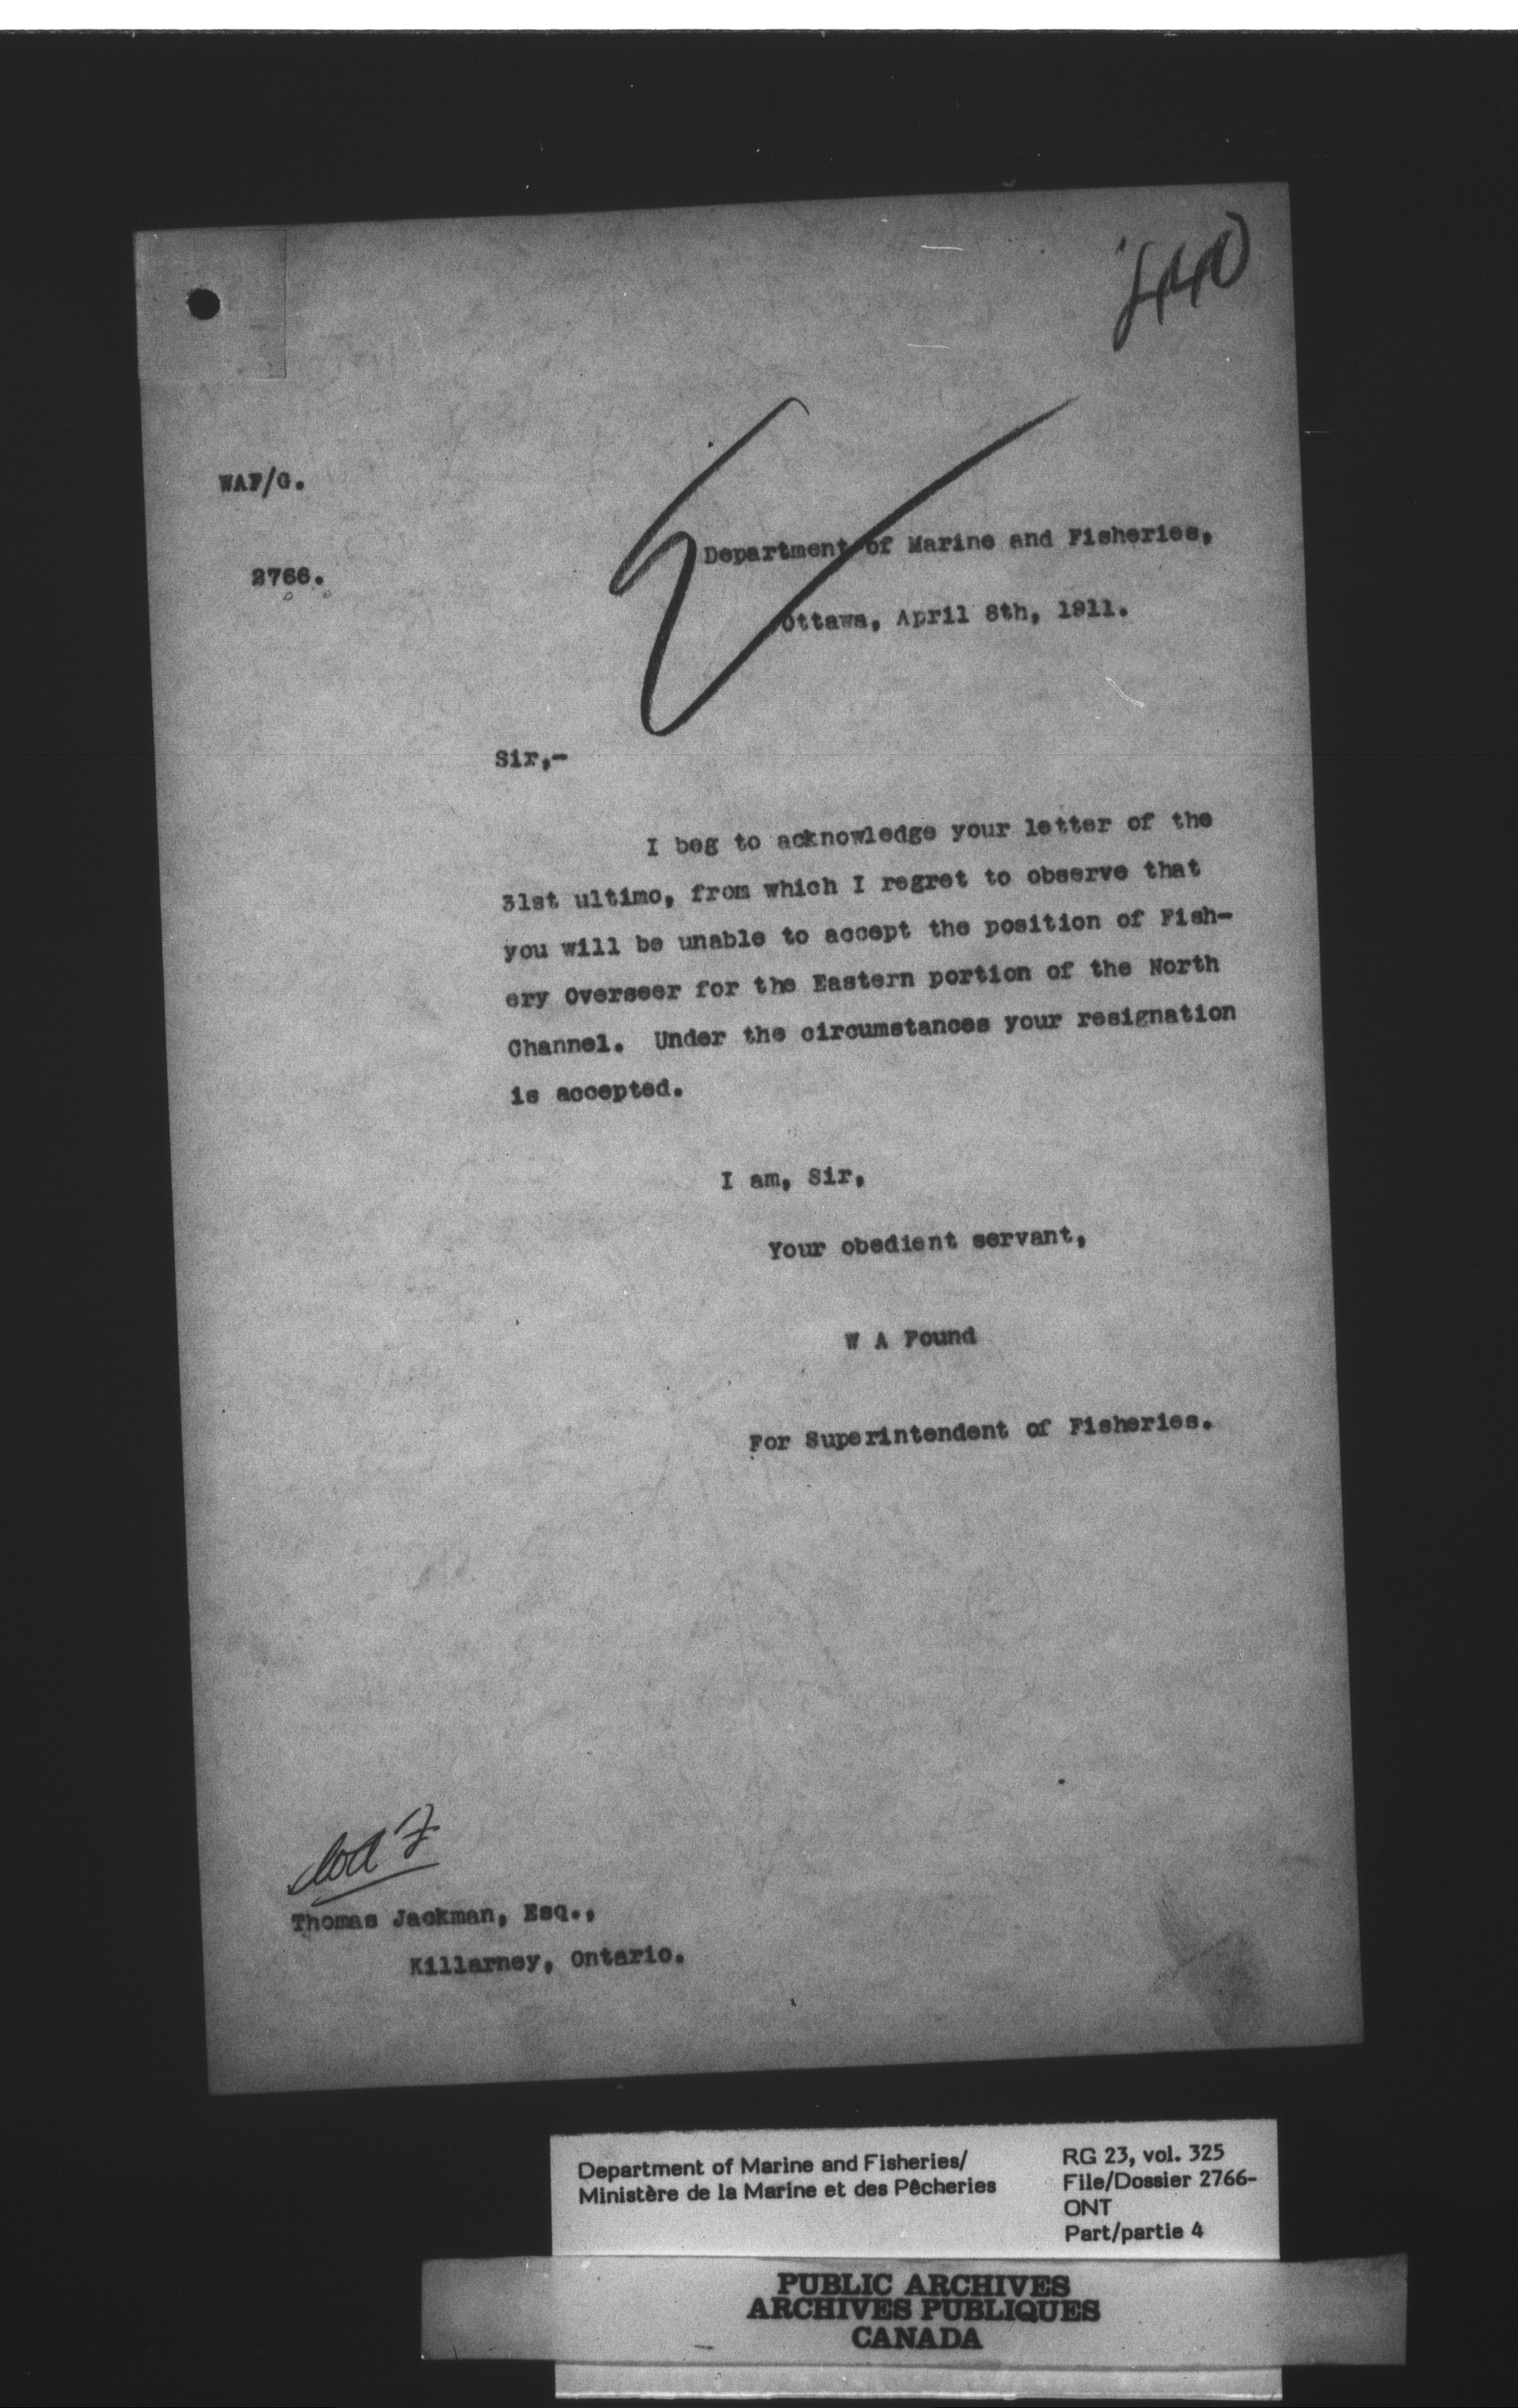 440
WAF/G.
Department of Marine and Fisheries,
2766.
Ottawa, April 8th, 1911.
Sir,-
I beg to acknowledge your letter of the
31st ultimo, from which I regret to observe that
you will be unable to accept the position of Fish-
ery Overseer for the Eastern portion of the North
Channel. Under the circumstances your resignation
is accepted.
I am, Sir,
Your obedient servant,
W A Found
For Superintendent of Fisheries.
Thomas Jackman, Esq.,
Killarney, Ontario.
Department of Marine and Fisheries/
Ministère de la Marine et des Pêcheries
RG 23, vol. 325
File/Dossier 2766-
ONT
Part/partie 4
PUBLIC ARCHIVES
ARCHIVES PUBLIQUES
CANADA